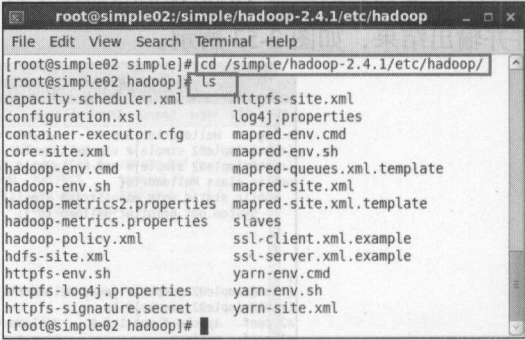 root@simple02:/simple/hadoop-2.4.1/etc/hadoop
File Edit View Search Terminal Help
[root@simple02 simple]# cd /simple/hadoop-2.4.1/etc/hadoop/
[root@simple02 hadoop]# ls
capacity-scheduler.xml httpfs-site.xml
configuration.xsl log4j.properties
container-executor.cfg mapred-env.cmd
core-site.xml mapred-env.sh
hadoop-env.cmd mapred-queues.xml.template
hadoop-env.sh mapred-site.xml
hadoop-metrics2.properties mapred-site.xml.template
hadoop-metrics.properties slaves
hadoop-policy.xml ssl-client.xml.example
hdfs-site.xml ssl-server.xml.example
httpfs-env.sh yarn-env.cmd
httpfs-log4j.properties yarn-env.sh
httpfs-signature.secret yarn-site.xml
[root@simple02 hadoop]#